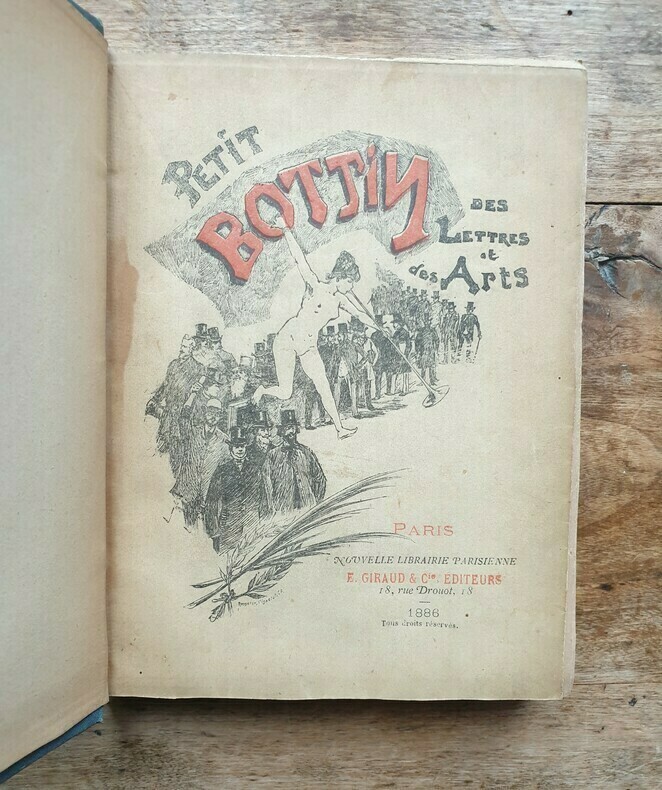 PETIT
BOTTIN
DES
LETTRES
et
des ARTS
PARIS
NOUVELLE LIBRAIRIE PARISIENNE
E. GIRAUD & Cie, EDITEURS
18, rue Drouot, 18
1886
Tous droits réservés.